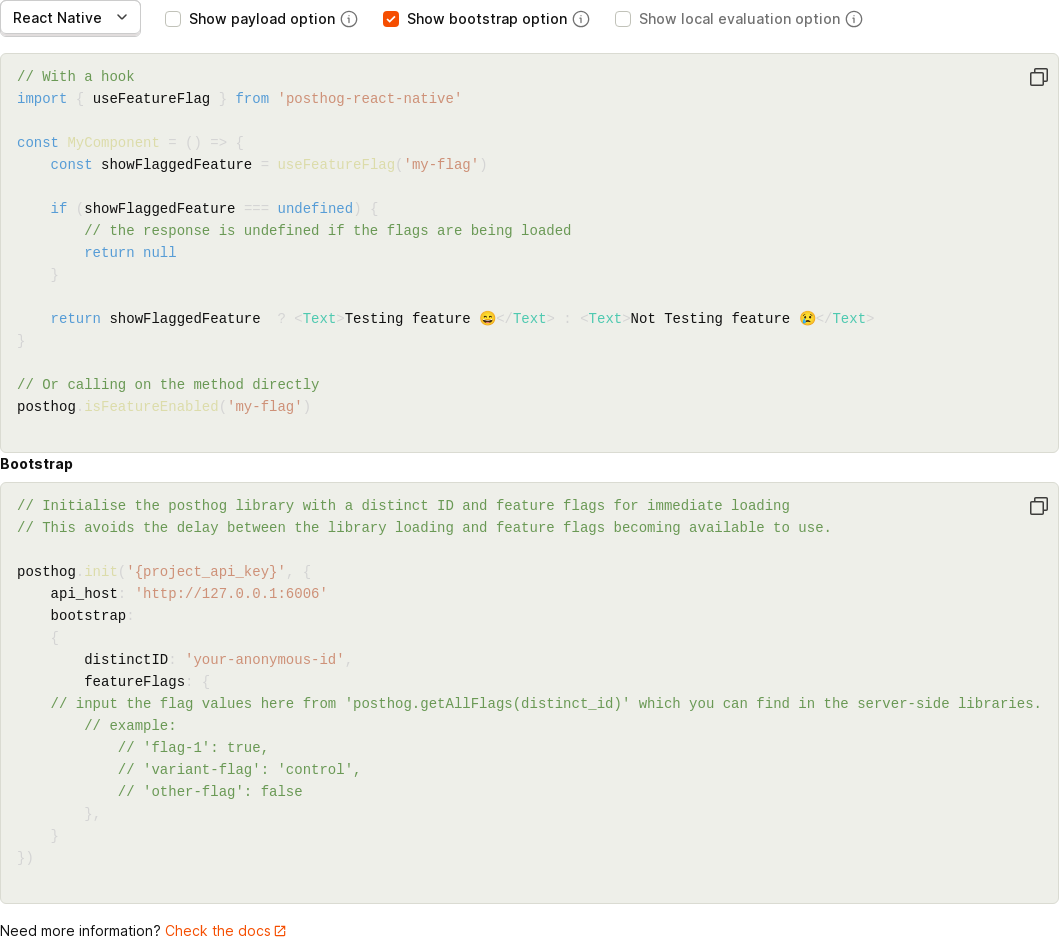 React Native
Show payload option
Show bootstrap option
Show local evaluation option
// With a hook
import { useFeatureFlag } from 'posthog-react-native'

const MyComponent = () => {
    const showFlaggedFeature = useFeatureFlag('my-flag')

    if (showFlaggedFeature === undefined) {
        // the response is undefined if the flags are being loaded
        return null
    }

    return showFlaggedFeature  ? <Text>Testing feature 😄</Text> : <Text>Not Testing feature 😢</Text>
}

// Or calling on the method directly
posthog.isFeatureEnabled('my-flag')
Bootstrap
// Initialise the posthog library with a distinct ID and feature flags for immediate loading
// This avoids the delay between the library loading and feature flags becoming available to use.

posthog.init('{project_api_key}', {
    api_host: 'http://127.0.0.1:6006'
    bootstrap:
    {
        distinctID: 'your-anonymous-id',
        featureFlags: {
    // input the flag values here from 'posthog.getAllFlags(distinct_id)' which you can find in the server-side libraries.
        // example:
            // 'flag-1': true,
            // 'variant-flag': 'control',
            // 'other-flag': false
        },
    }
})
Need more information? Check the docs